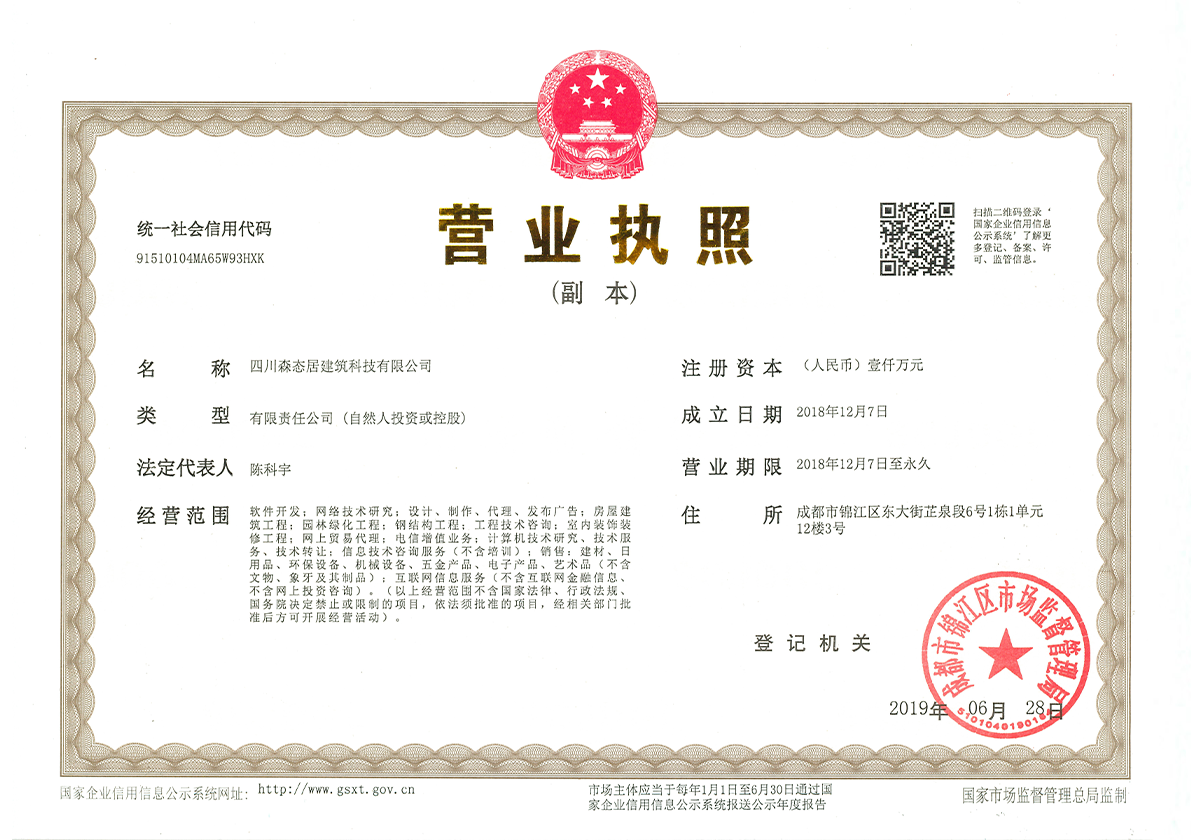 统一社会信用代码
91510104MA65W93HXK
营业执照
(副 本)
扫描二维码登录‘
国家企业信用信息
公示系统’了解更
多登记、备案、许
可、监管信息。
名 称 四川森态居建筑科技有限公司
类 型 有限责任公司（自然人投资或控股）
法定代表人 陈科宇
经营范围 软件开发；网络技术研究；设计、制作、代理、发布广告；房屋建
筑工程；园林绿化工程；钢结构工程；工程技术咨询；室内装饰装
修工程；网上贸易代理；电信增值业务；计算机技术研究、技术服
务、技术转让；信息技术咨询服务（不含培训）；销售：建材、日
用品、环保设备、机械设备、五金产品、电子产品、艺术品（不含
文物、象牙及其制品）；互联网信息服务（不含互联网金融信息、
不含网上投资咨询）。（以上经营范围不含国家法律、行政法规、
国务院决定禁止或限制的项目，依法须批准的项目，经相关部门批
准后方可开展经营活动）。
注册资本 （人民币）壹仟万元
成立日期 2018年12月7日
营业期限 2018年12月7日至永久
住 所 成都市锦江区东大街芷泉段6号1栋1单元
12楼3号
登记机关
成都市锦江区市场监督管理局
2019年 06月 28日
国家企业信用信息公示系统网址： http://www.gsxt.gov.cn
市场主体应当于每年1月1日至6月30日通过国
家企业信用信息公示系统报送公示年度报告
国家市场监督管理总局监制